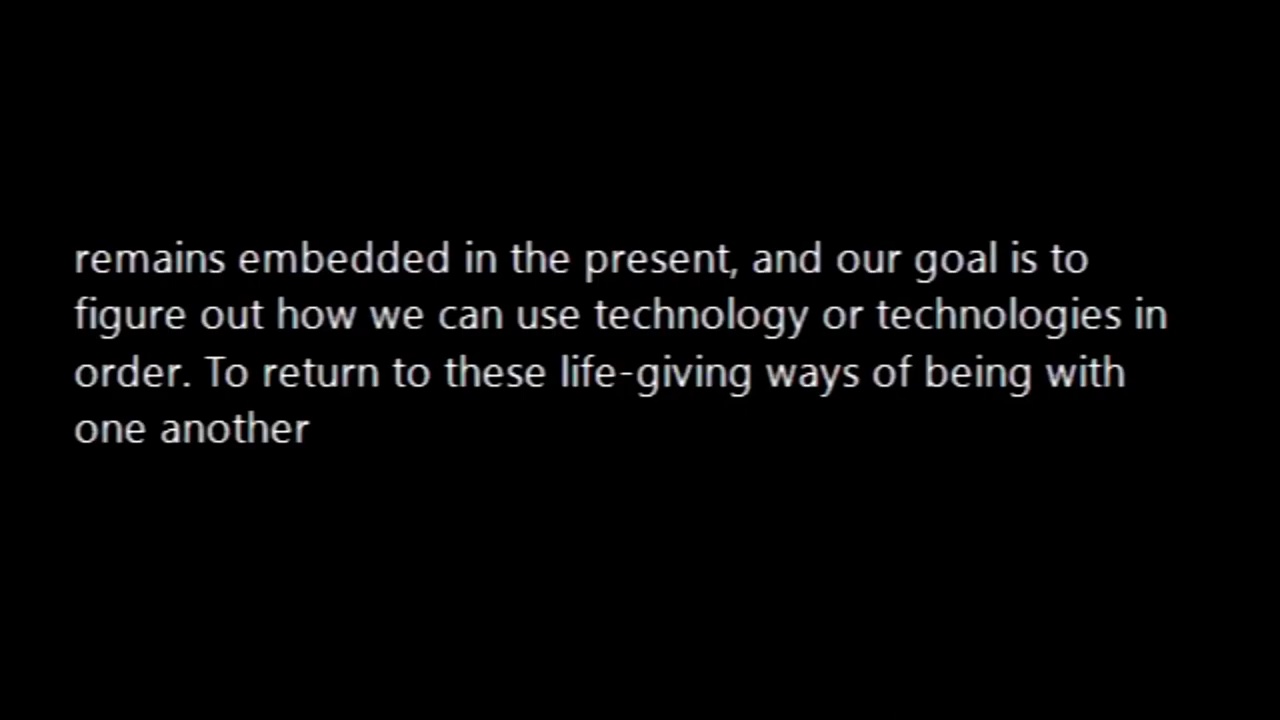 remains embedded in the present, and our goal is to
figure out how we can use technology or technologies in
order. To return to these life-giving ways of being with
one another